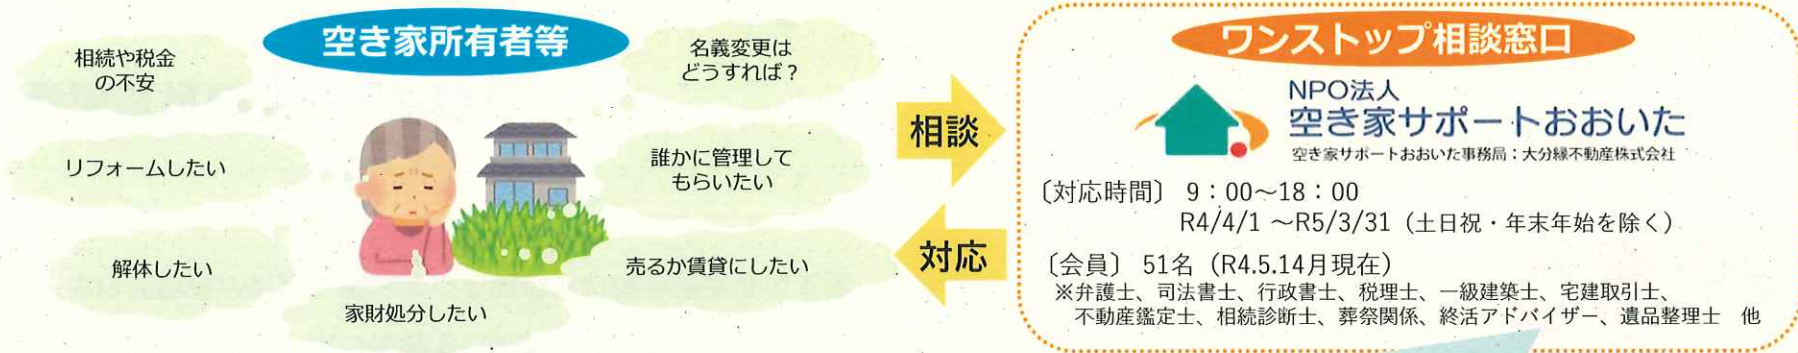 空き家所有者等
相続や税金
の不安
名義変更は
どうすれば？
リフォームしたい
誰かに管理して
もらいたい
解体したい
売るか賃貸にしたい
家財処分したい
相談
対応
ワンストップ相談窓口
NPO法人
空き家サポートおおいた
空き家サポートおおいた事務局：大分縁不動産株式会社
〔対応時間〕 9：00～18：00
R4/4/1 ～R5/3/31（土日祝・年末年始を除く）
〔会員〕 51名（R4.5.14月現在）
※弁護士、司法書士、行政書士、税理士、一級建築士、宅建取引士、
不動産鑑定士、相続診断士、葬祭関係、終活アドバイザー、遺品整理士　他